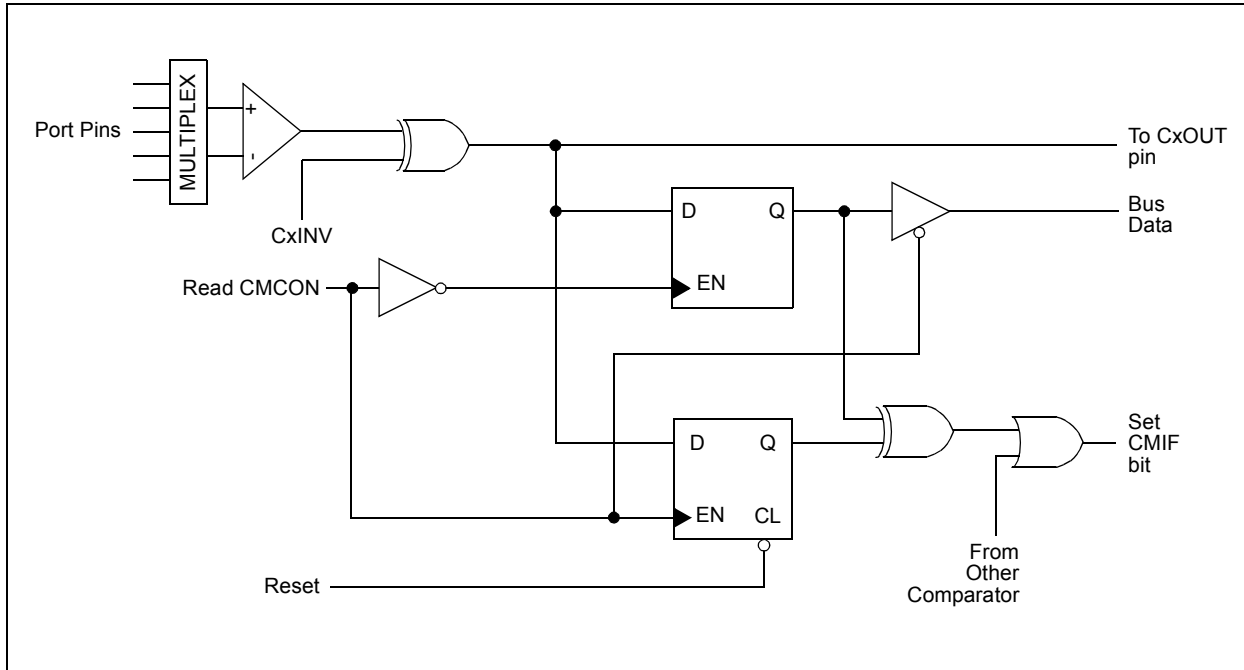 MULTIPLEX
+
-
Port Pins
CxINV
To CxOUT
pin
D
Q
EN
Bus
Data
Read CMCON
D
Q
EN
CL
Set
CMIF
bit
From
Other
Comparator
Reset